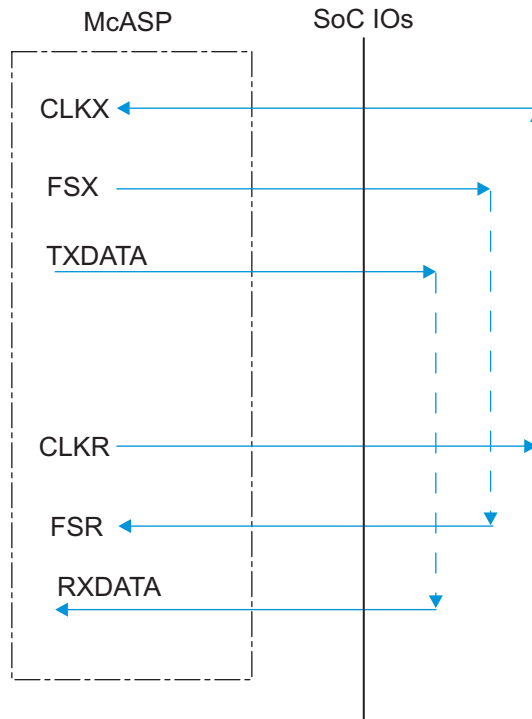 McASP
SoC IOs
CLKX
FSX
TXDATA
CLKR
FSR
RXDATA